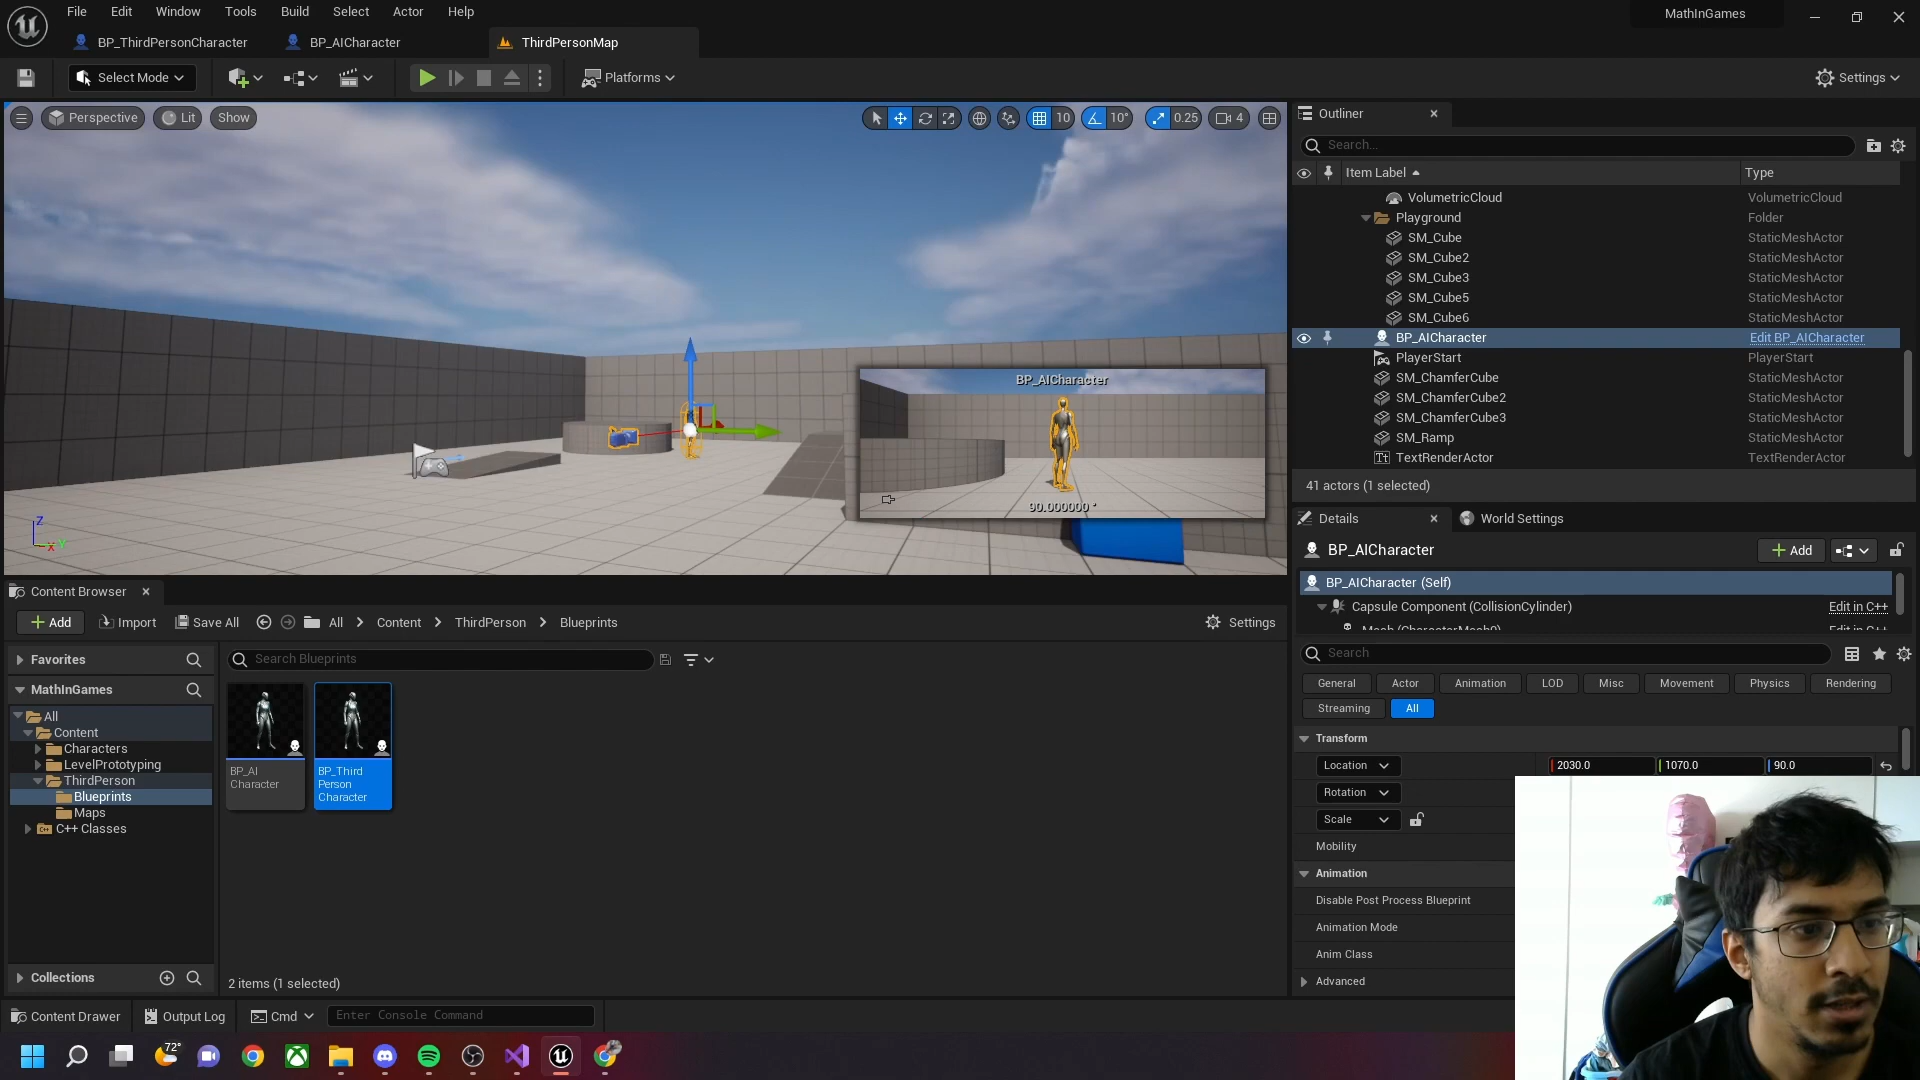 File Edit Window Tools Build Select Actor Help
MathInGames
BP_ThirdPersonCharacter
BP_AICharacter
ThirdPersonMap
Select Mode
Platforms
Settings
Perspective
Lit
Show
10
10°
0.25
4
BP_AICharacter
90.000000 °
Z
X
Y
Outliner
Search...
Item Label
Type
VolumetricCloud VolumetricCloud
Playground Folder
SM_Cube StaticMeshActor
SM_Cube2 StaticMeshActor
SM_Cube3 StaticMeshActor
SM_Cube5 StaticMeshActor
SM_Cube6 StaticMeshActor
BP_AICharacter Edit BP_AICharacter
PlayerStart PlayerStart
SM_ChamferCube StaticMeshActor
SM_ChamferCube2 StaticMeshActor
SM_ChamferCube3 StaticMeshActor
SM_Ramp StaticMeshActor
TextRenderActor TextRenderActor
41 actors (1 selected)
Details
World Settings
BP_AICharacter
Add
BP_AICharacter (Self)
Capsule Component (CollisionCylinder) Edit in C++
Mesh (CharacterMesh0) Edit in C++
Search
General Actor Animation LOD Misc Movement Physics Rendering
Streaming All
Transform
Location 2030.0 1070.0 90.0
Rotation
Scale
Mobility
Animation
Disable Post Process Blueprint
Animation Mode
Anim Class
Advanced
Content Browser
Add Import Save All All Content ThirdPerson Blueprints Settings
Favorites
MathInGames
All
Content
Characters
LevelPrototyping
ThirdPerson
Blueprints
Maps
C++ Classes
Collections
Search Blueprints
BP_AI
Character
BP_Third
Person
Character
2 items (1 selected)
Content Drawer Output Log Cmd Enter Console Command
72°